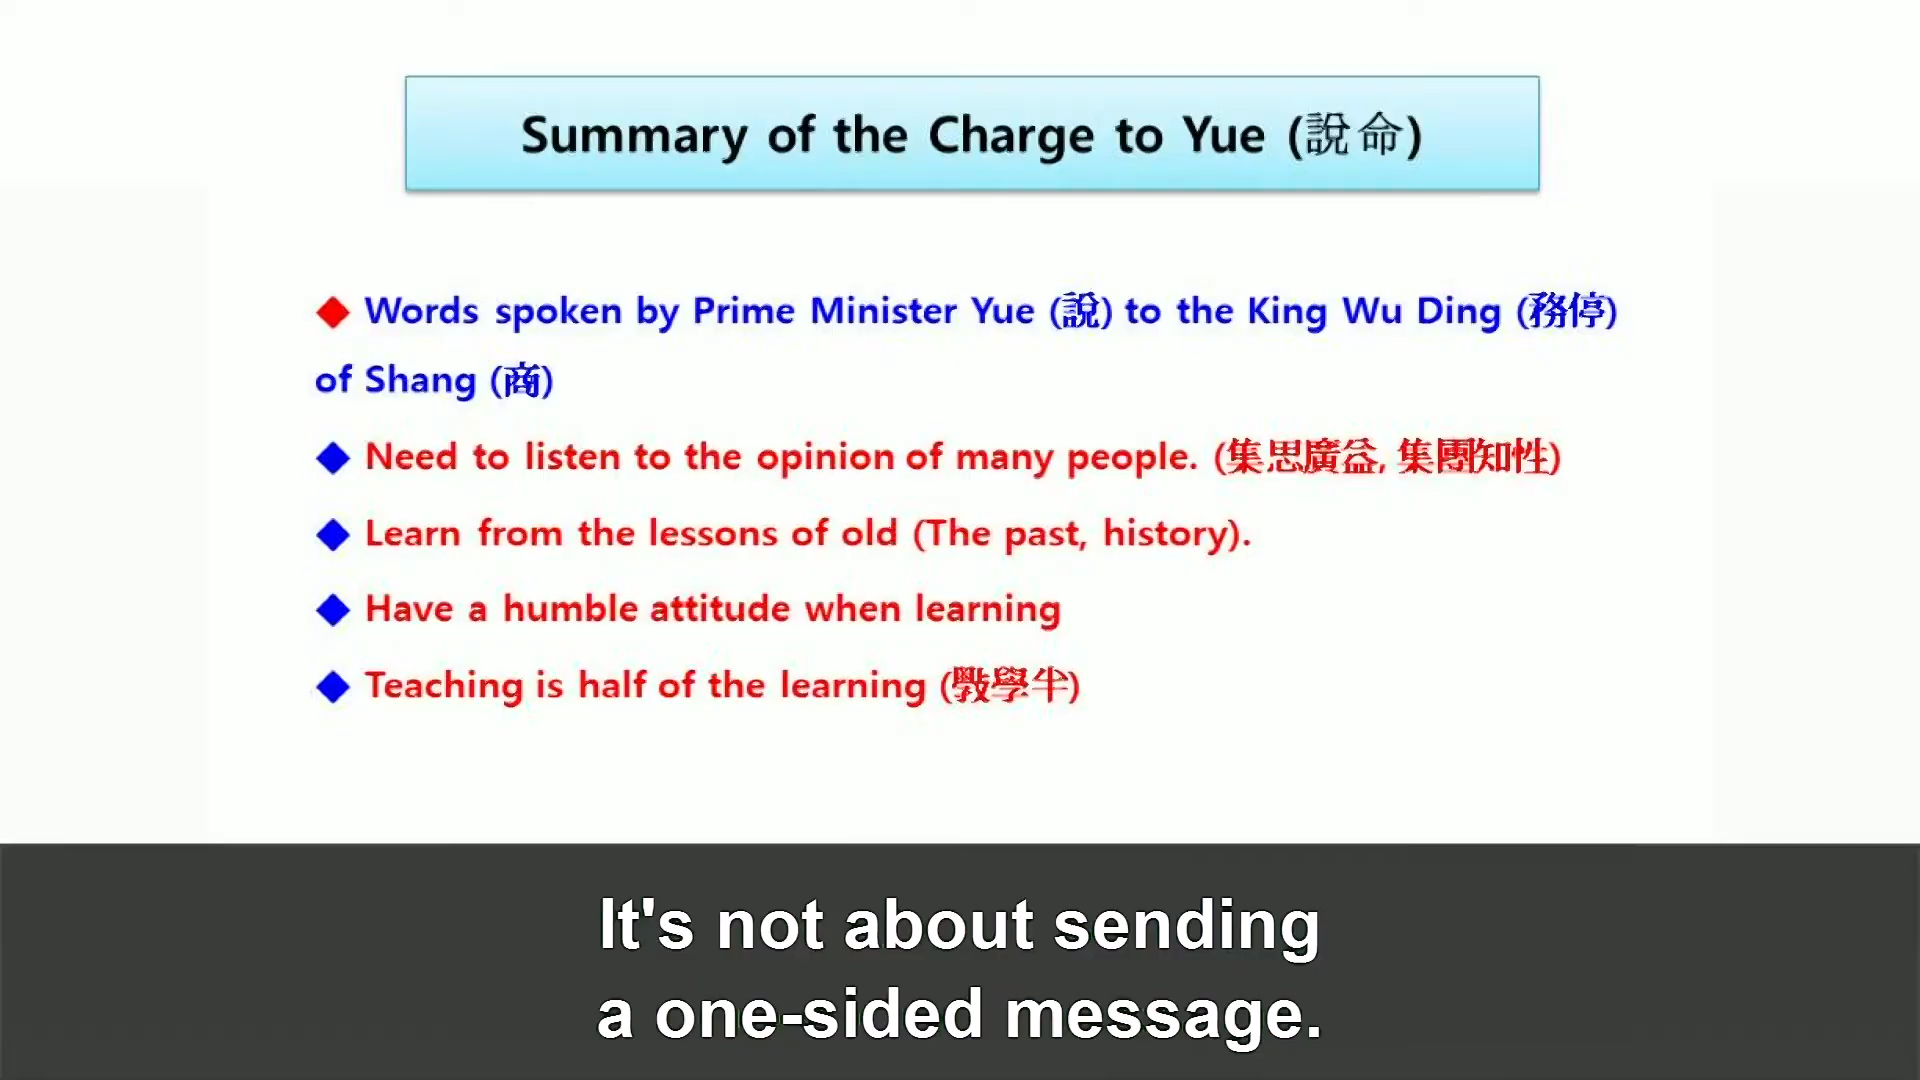 Summary of the Charge to Yue (說命)
Words spoken by Prime Minister Yue (說) to the King Wu Ding (務停)
of Shang (商)
Need to listen to the opinion of many people. (集思廣益, 集團知性)
Learn from the lessons of old (The past, history).
Have a humble attitude when learning
Teaching is half of the learning (斅學半)
It's not about sending
a one-sided message.